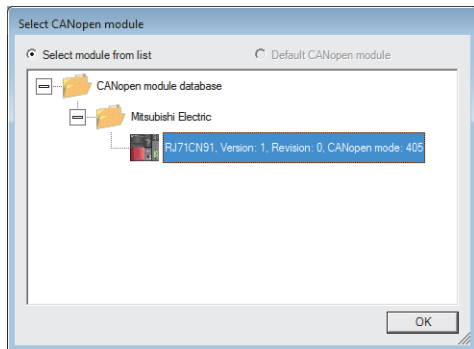 Select CANopen module
Select module from list
Default CANopen module
CANopen module database
Mitsubishi Electric
RJ71CN91, Version: 1, Revision: 0, CANopen mode: 405
OK